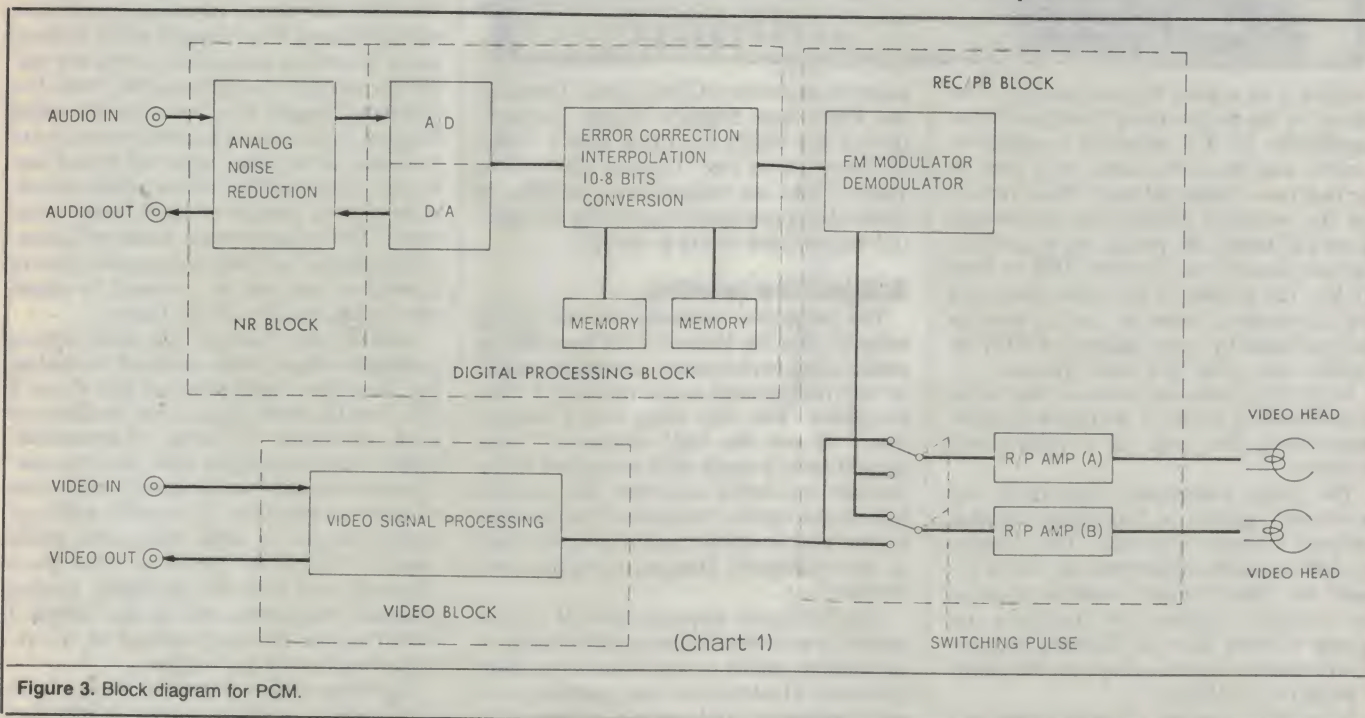 REC/PB BLOCK
AUDIO IN
AUDIO OUT
ANALOG
NOISE
REDUCTION
NR BLOCK
A/D
D/A
ERROR CORRECTION
INTERPOLATION
10-8 BITS
CONVERSION
MEMORY
MEMORY
DIGITAL PROCESSING BLOCK
FM MODULATOR
DEMODULATOR
VIDEO IN
VIDEO OUT
VIDEO SIGNAL PROCESSING
VIDEO BLOCK
R/P AMP (A)
R/P AMP (B)
VIDEO HEAD
VIDEO HEAD
(Chart 1)
SWITCHING PULSE
Figure 3. Block diagram for PCM.